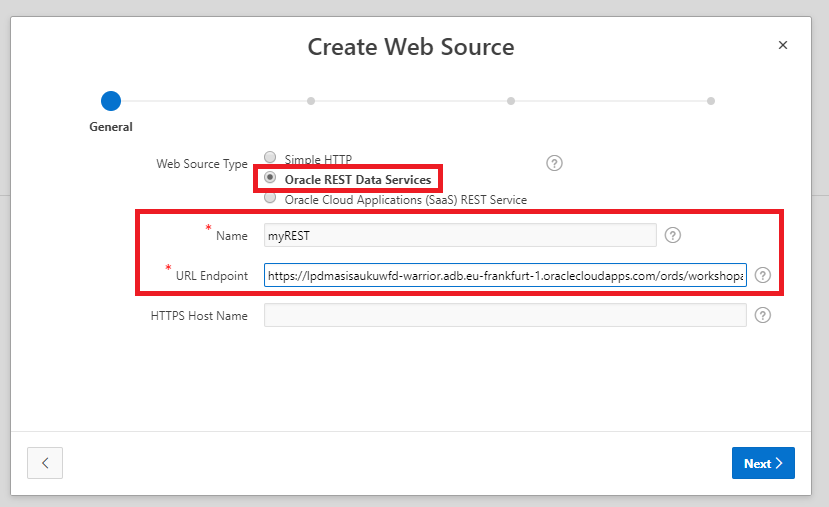 Create Web Source
×
General
Web Source Type
Simple HTTP
?
Oracle REST Data Services
Oracle Cloud Applications (SaaS) REST Service
* Name
myREST
?
* URL Endpoint
https://lpdmasisaukuwfd-warrior.adb.eu-frankfurt-1.oraclecloudapps.com/ords/workshopa
?
HTTPS Host Name
?
Next